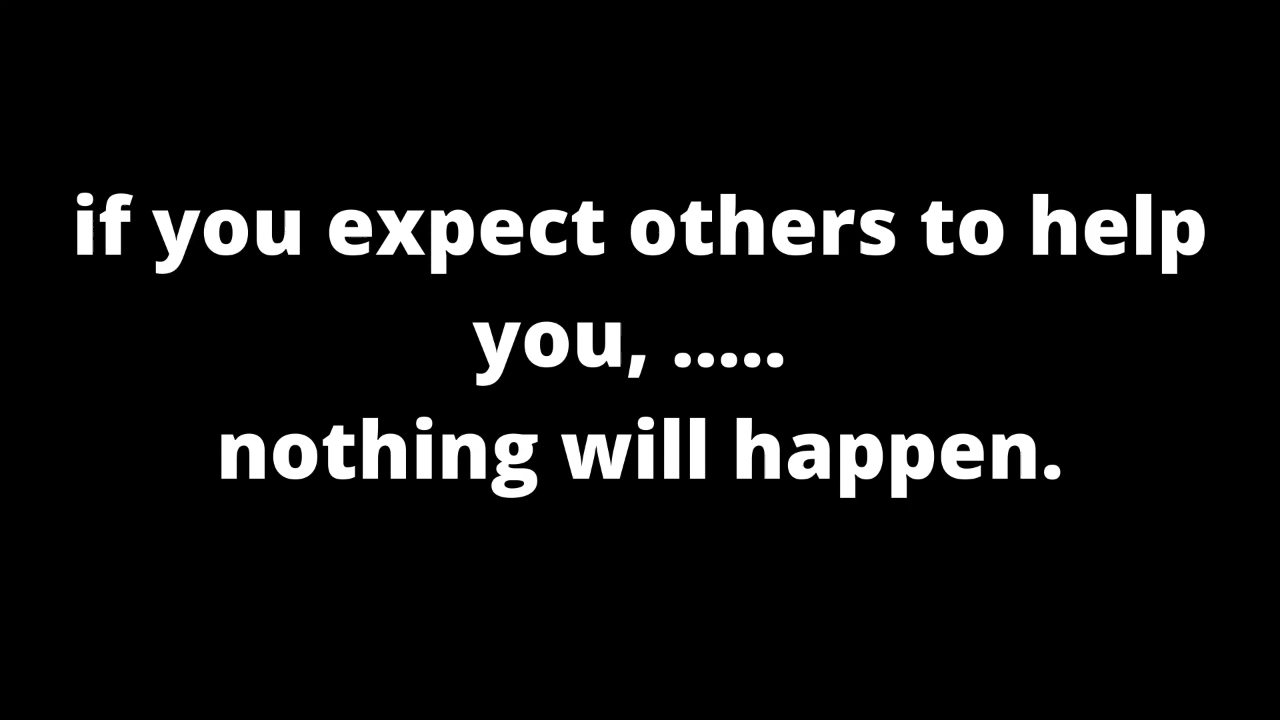 if you expect others to help
you, .....
nothing will happen.